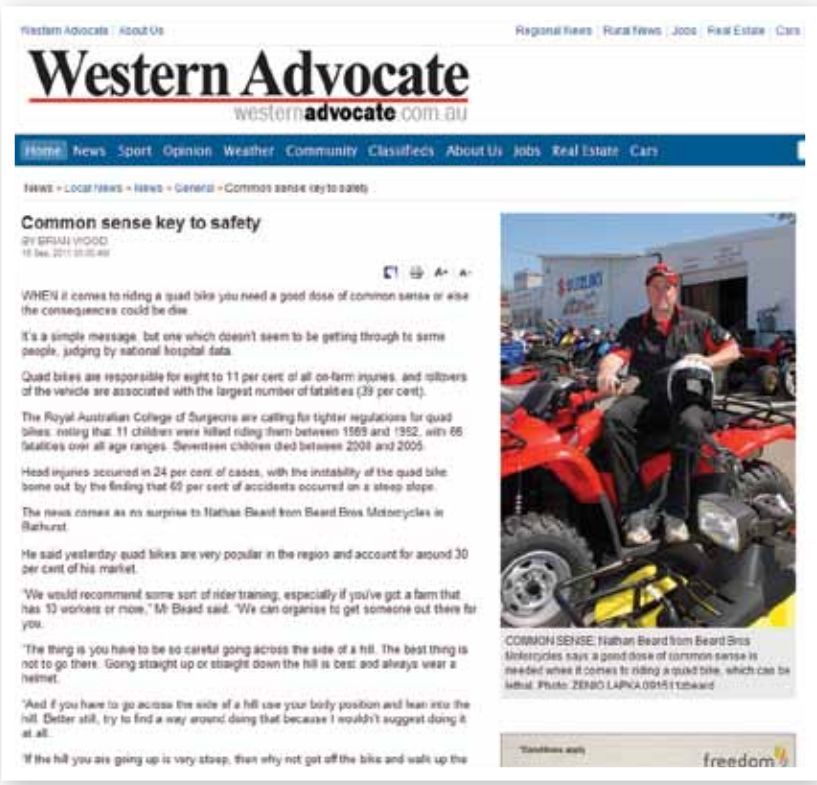 Western Advocate | About Us
Regional News | Rural News | Jobs | Real Estate | Cars
Western Advocate
westernadvocate.com.au
Home News Sport Opinion Weather Community Classifieds About Us Jobs Real Estate Cars
News » Local News » News » General » Common sense key to safety
Common sense key to safety
BY BRIAN WOOD
Sep, 2011
A+ A-
WHEN it comes to riding a quad bike you need a good dose of common sense or else
the consequences could be dire.
It's a simple message, but one which doesn't seem to be getting through to some
people, judging by national hospital data.
Quad bikes are responsible for eight to 11 per cent of all on-farm injuries, and rollovers
of the vehicle are associated with the largest number of fatalities (39 per cent).
The Royal Australian College of Surgeons are calling for tighter regulations for quad
bikes, noting that 11 children were killed riding them between and with 66
fatalities over all age ranges. Seventeen children died between and 2005.
Head injuries occurred in 24 per cent of cases, with the instability of the quad bike
borne out by the finding that per cent of accidents occurred on a steep slope.
The news comes as no surprise to Nathan Beard from Beard Bros Motorcycles in
Bathurst.
He said yesterday quad bikes are very popular in the region and account for around 30
per cent of his market.
"We would recommend some sort of rider training, especially if you've got a farm that
has 10 workers or more," Mr Beard said. "We can organise to get someone out there for
you.
"The thing is you have to be so careful going across the side of a hill. The best thing is
not to go there. Going straight up or straight down the hill is best and always wear a
helmet.
"And if you have to go across the side of a hill use your body position and lean into the
hill. Better still, try to find a way around doing that because I wouldn't suggest doing it
at all.
"If the hill you are going up is very steep, then why not get off the bike and walk up the
SUZUKI
COMMON SENSE: Nathan Beard from Beard Bros
Motorcycles says a good dose of common sense is
needed when it comes to riding a quad bike, which can be
lethal. Photo: ZENIO LAPKA
*Conditions apply
freedom